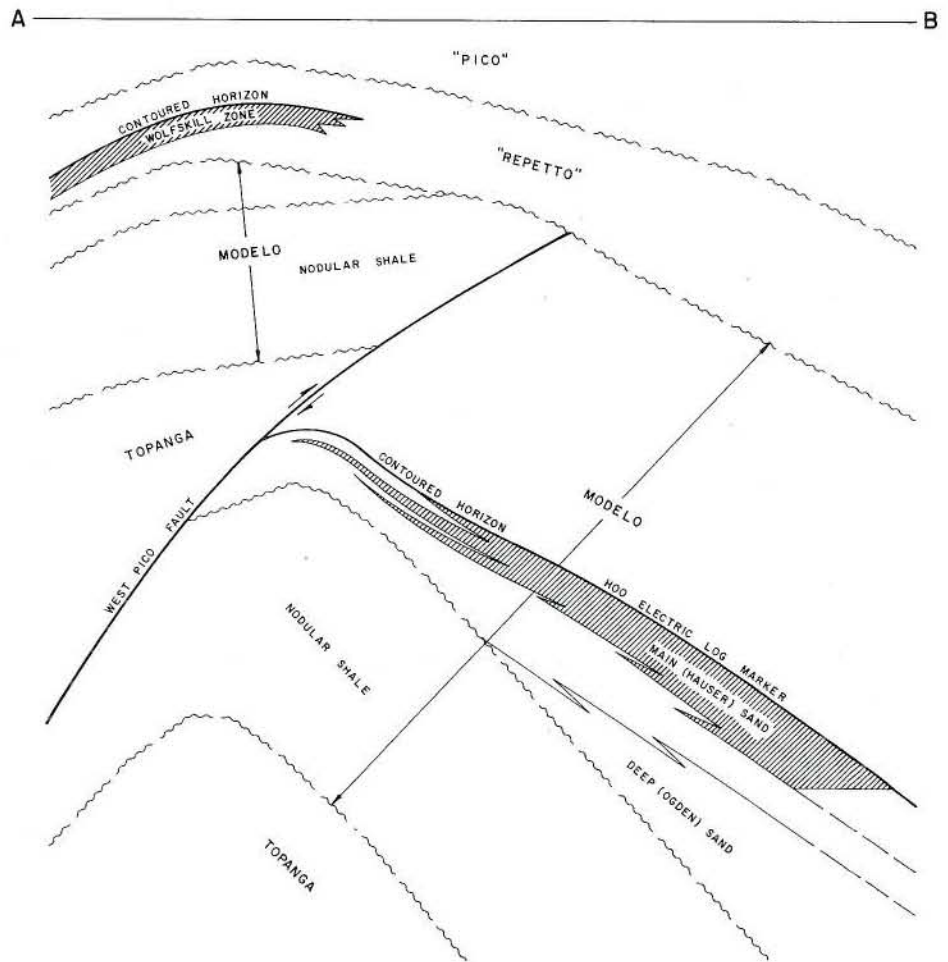 A
B
"PICO"
CONTOURED HORIZON
WOLFSKILL ZONE
"REPETTO"
MODELO
NODULAR SHALE
TOPANGA
CONTOURED HORIZON
MODELO
WEST PICO FAULT
HOO ELECTRIC LOG MARKER
NODULAR SHALE
MAIN (HAUSER) SAND
DEEP (OGDEN) SAND
TOPANGA